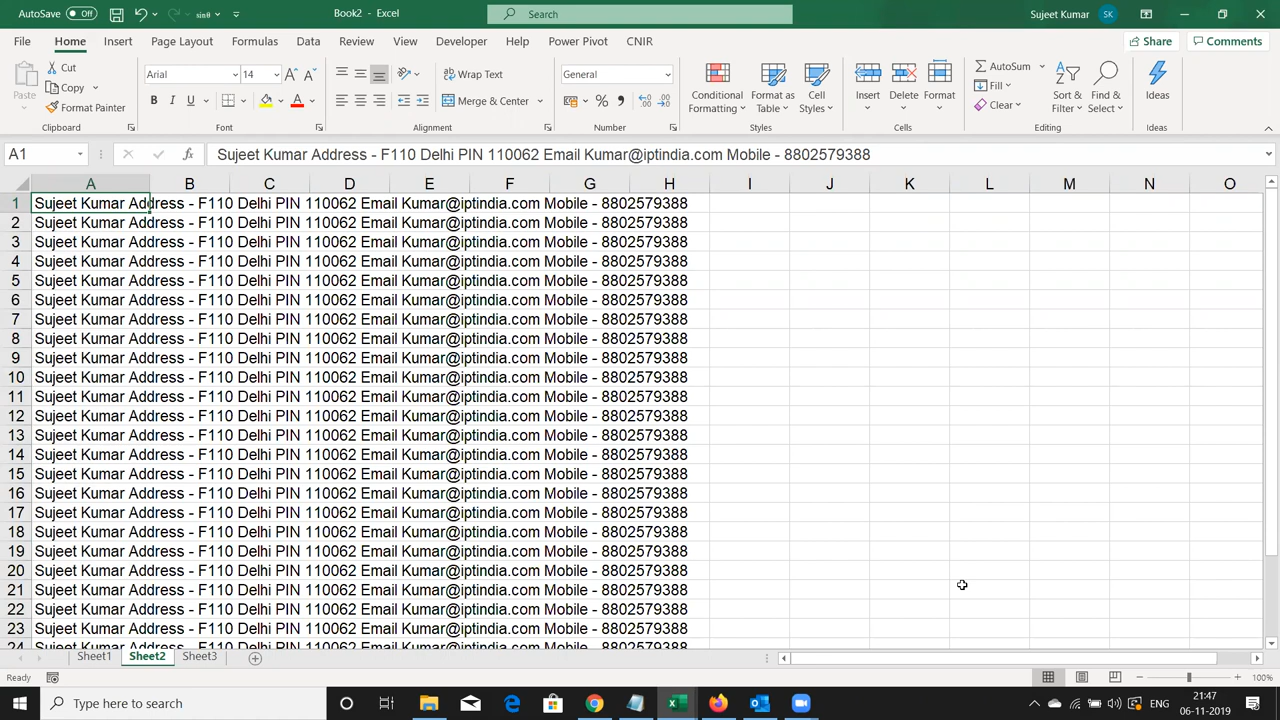 AutoSave Off sinθ Book2 - Excel Search Sujeet Kumar SK
File Home Insert Page Layout Formulas Data Review View Developer Help Power Pivot CNIR Share Comments
Paste Cut Copy Format Painter
Arial 14 B I U A
Wrap Text Merge & Center
General %
Conditional Formatting Format as Table Cell Styles
Insert Delete Format
AutoSum Fill Clear Sort & Filter Find & Select
Ideas
Clipboard Font Alignment Number Styles Cells Editing Ideas
A1 fx Sujeet Kumar Address - F110 Delhi PIN 110062 Email Kumar@iptindia.com Mobile - 8802579388
A B C D E F G H I J K L M N O
1 Sujeet Kumar Address - F110 Delhi PIN 110062 Email Kumar@iptindia.com Mobile - 8802579388
2 Sujeet Kumar Address - F110 Delhi PIN 110062 Email Kumar@iptindia.com Mobile - 8802579388
3 Sujeet Kumar Address - F110 Delhi PIN 110062 Email Kumar@iptindia.com Mobile - 8802579388
4 Sujeet Kumar Address - F110 Delhi PIN 110062 Email Kumar@iptindia.com Mobile - 8802579388
5 Sujeet Kumar Address - F110 Delhi PIN 110062 Email Kumar@iptindia.com Mobile - 8802579388
6 Sujeet Kumar Address - F110 Delhi PIN 110062 Email Kumar@iptindia.com Mobile - 8802579388
7 Sujeet Kumar Address - F110 Delhi PIN 110062 Email Kumar@iptindia.com Mobile - 8802579388
8 Sujeet Kumar Address - F110 Delhi PIN 110062 Email Kumar@iptindia.com Mobile - 8802579388
9 Sujeet Kumar Address - F110 Delhi PIN 110062 Email Kumar@iptindia.com Mobile - 8802579388
10 Sujeet Kumar Address - F110 Delhi PIN 110062 Email Kumar@iptindia.com Mobile - 8802579388
11 Sujeet Kumar Address - F110 Delhi PIN 110062 Email Kumar@iptindia.com Mobile - 8802579388
12 Sujeet Kumar Address - F110 Delhi PIN 110062 Email Kumar@iptindia.com Mobile - 8802579388
13 Sujeet Kumar Address - F110 Delhi PIN 110062 Email Kumar@iptindia.com Mobile - 8802579388
14 Sujeet Kumar Address - F110 Delhi PIN 110062 Email Kumar@iptindia.com Mobile - 8802579388
15 Sujeet Kumar Address - F110 Delhi PIN 110062 Email Kumar@iptindia.com Mobile - 8802579388
16 Sujeet Kumar Address - F110 Delhi PIN 110062 Email Kumar@iptindia.com Mobile - 8802579388
17 Sujeet Kumar Address - F110 Delhi PIN 110062 Email Kumar@iptindia.com Mobile - 8802579388
18 Sujeet Kumar Address - F110 Delhi PIN 110062 Email Kumar@iptindia.com Mobile - 8802579388
19 Sujeet Kumar Address - F110 Delhi PIN 110062 Email Kumar@iptindia.com Mobile - 8802579388
20 Sujeet Kumar Address - F110 Delhi PIN 110062 Email Kumar@iptindia.com Mobile - 8802579388
21 Sujeet Kumar Address - F110 Delhi PIN 110062 Email Kumar@iptindia.com Mobile - 8802579388
22 Sujeet Kumar Address - F110 Delhi PIN 110062 Email Kumar@iptindia.com Mobile - 8802579388
23 Sujeet Kumar Address - F110 Delhi PIN 110062 Email Kumar@iptindia.com Mobile - 8802579388
Sheet1 Sheet2 Sheet3
Ready 100%
Type here to search ENG 21:47
06-11-2019